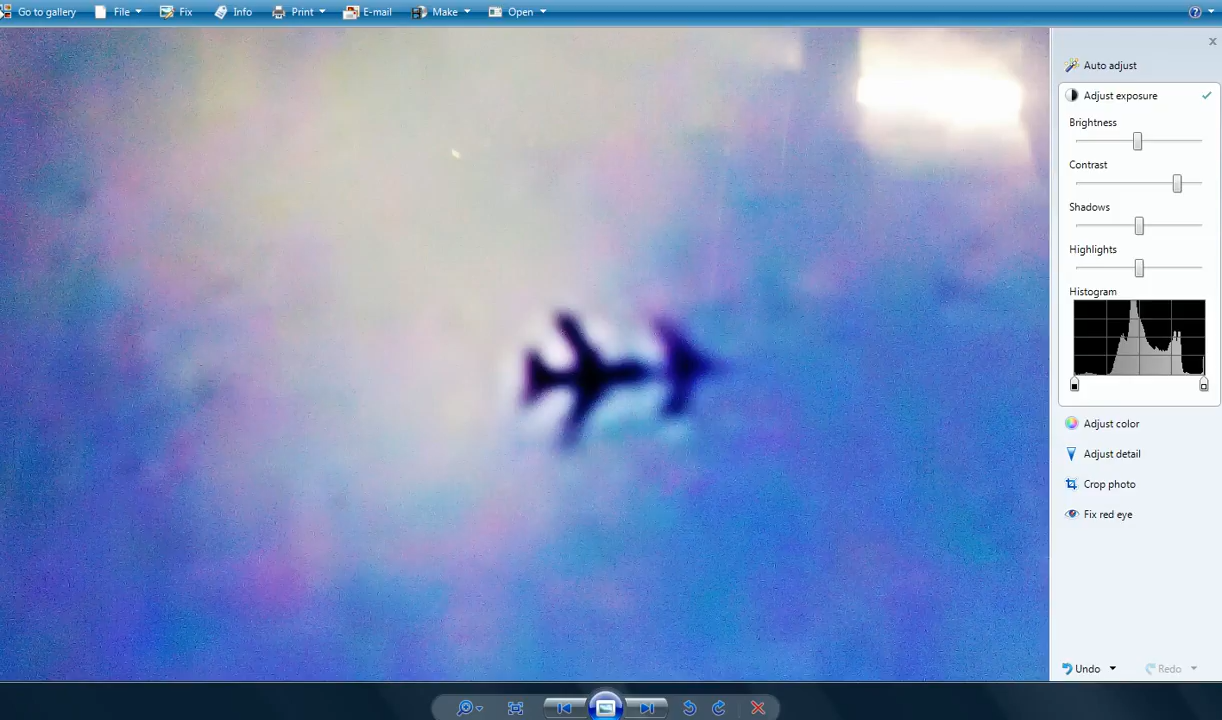 Go to gallery File Fix Info Print E-mail Make Open
Auto adjust
Adjust exposure
Brightness
Contrast
Shadows
Highlights
Histogram
Adjust color
Adjust detail
Crop photo
Fix red eye
Undo Redo